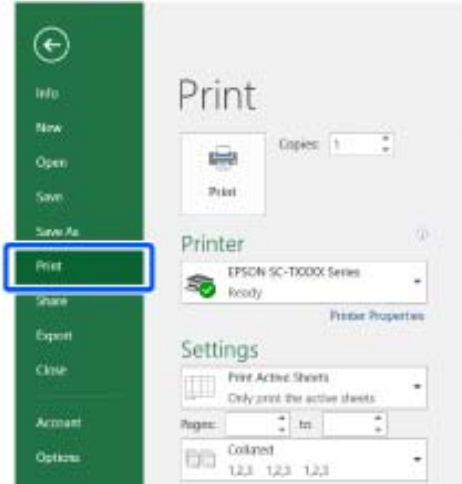 Info
New
Open
Save
Save As
Print
Share
Export
Close
Account
Options
Print
Copies: 1
Print
Printer
EPSON SC-TXXXX Series
Ready
Printer Properties
Settings
Print Active Sheets
Only print the active sheets
Pages: to:
Collated
1,2,3 1,2,3 1,2,3